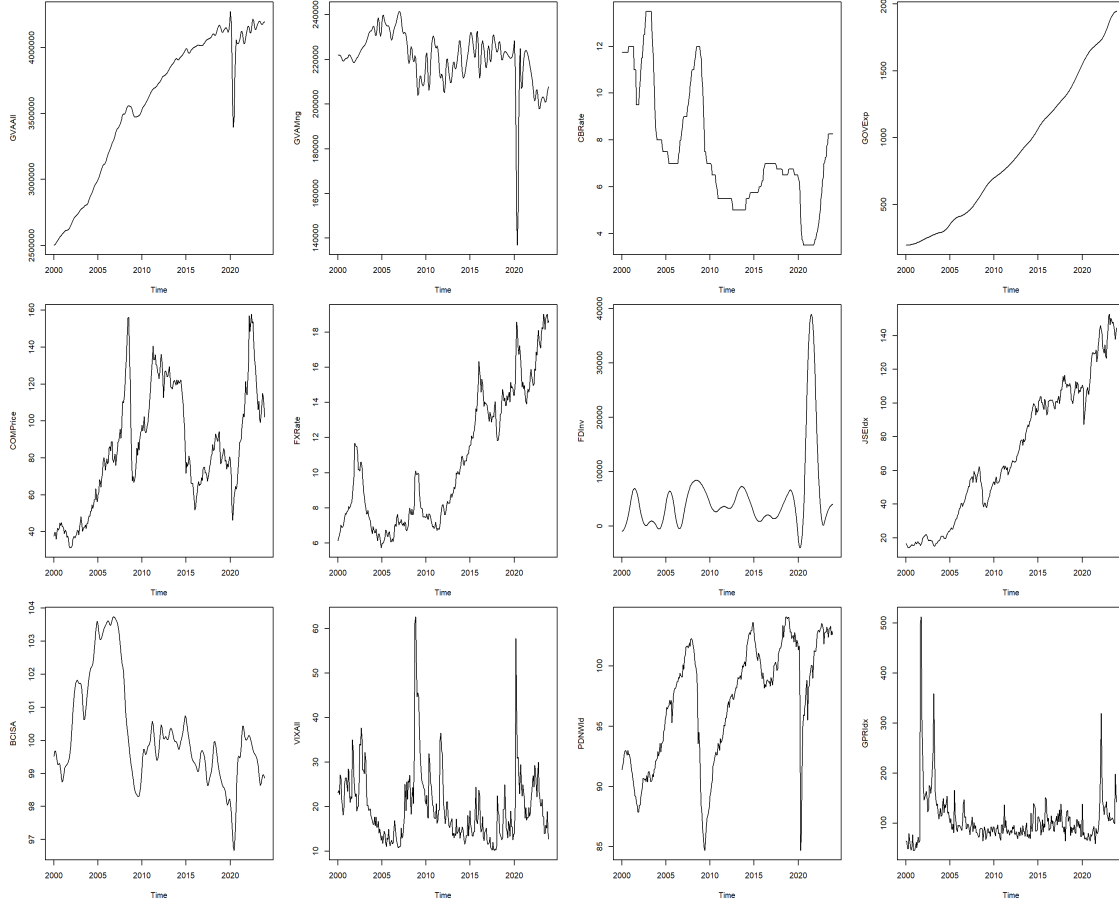 GVAAll
2500000 3000000 3500000 4000000
2000 2005 2010 2015 2020
Time
GVAMng
140000 160000 180000 200000 220000 240000
2000 2005 2010 2015 2020
Time
CBRate
4 6 8 10 12
2000 2005 2010 2015 2020
Time
GOVExp
500 1000 1500 2000
2000 2005 2010 2015 2020
Time
COMPrice
40 60 80 100 120 140 160
2000 2005 2010 2015 2020
Time
FXRate
6 8 10 12 14 16 18
2000 2005 2010 2015 2020
Time
FDInv
0 10000 20000 30000 40000
2000 2005 2010 2015 2020
Time
JSEIdx
20 40 60 80 100 120 140
2000 2005 2010 2015 2020
Time
BCISA
97 98 99 100 101 102 103 104
2000 2005 2010 2015 2020
Time
VIXAll
10 20 30 40 50 60
2000 2005 2010 2015 2020
Time
PDNWld
85 90 95 100
2000 2005 2010 2015 2020
Time
GPRIdx
100 200 300 400 500
2000 2005 2010 2015 2020
Time